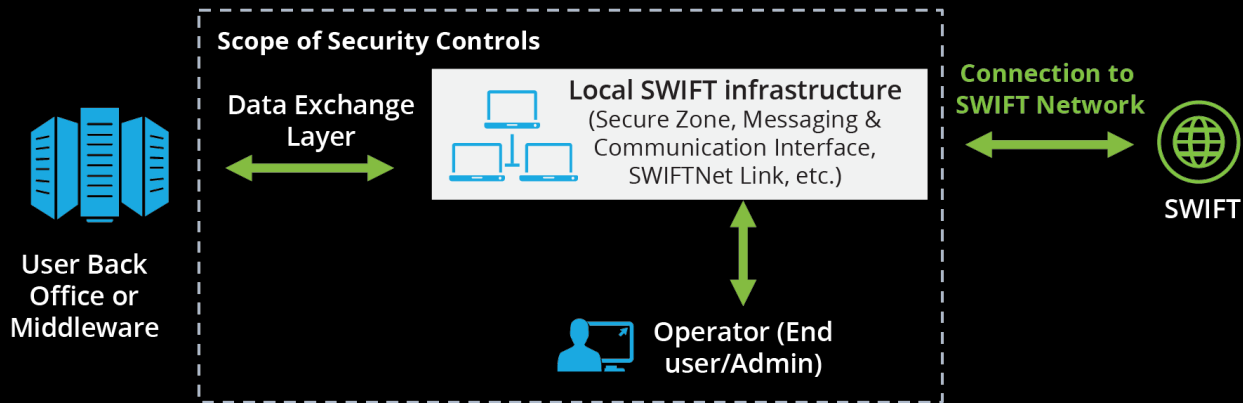 Scope of Security Controls
Data Exchange
Layer
Local SWIFT infrastructure
(Secure Zone, Messaging &
Communication Interface,
SWIFTNet Link, etc.)
Connection to
SWIFT Network
SWIFT
User Back
Office or
Middleware
Operator (End
user/Admin)